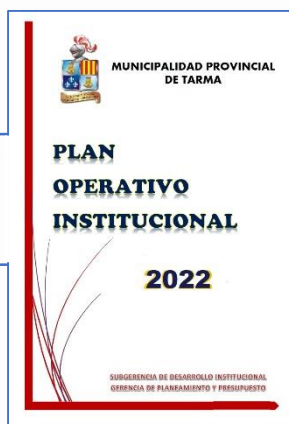 MUNICIPALIDAD PROVINCIAL
DE TARMA
PLAN
OPERATIVO
INSTITUCIONAL
2022
SUBGERENCIA DE DESARROLLO INSTITUCIONAL
GERENCIA DE PLANEAMIENTO Y PRESUPUESTO